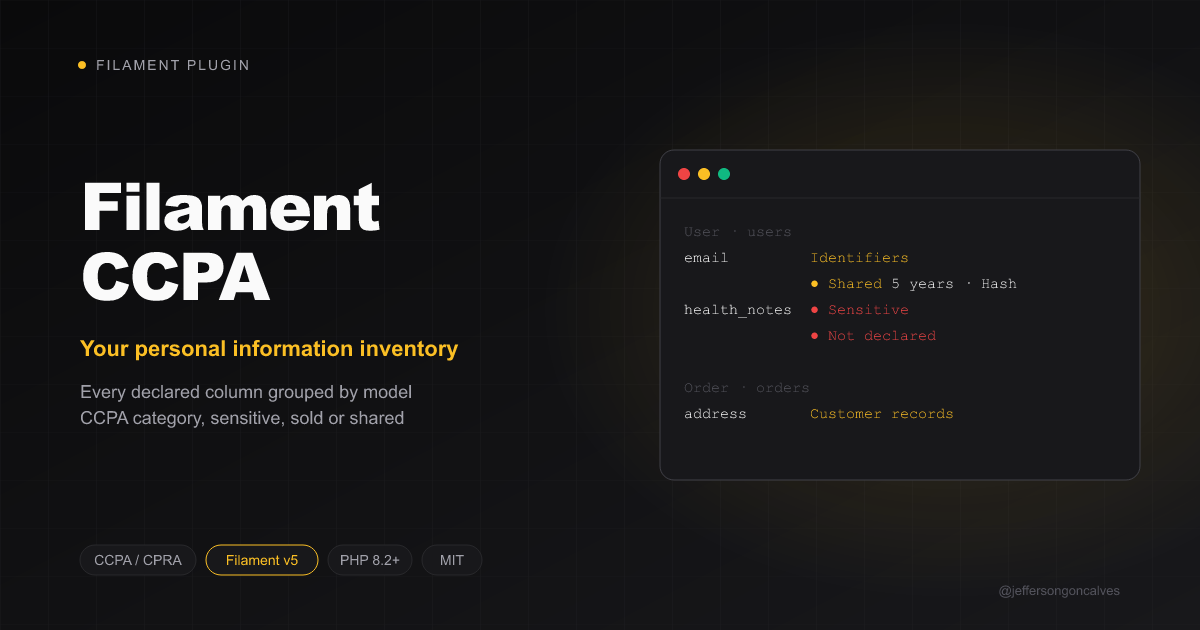 FILAMENT PLUGIN
Filament
CCPA
Your personal information inventory
Every declared column grouped by model
CCPA category, sensitive, sold or shared
User · users
email Identifiers
Shared 5 years · Hash
health_notes Sensitive
Not declared
Order · orders
address Customer records
CCPA / CPRA Filament v5 PHP 8.2+ MIT
@jeffersongoncalves